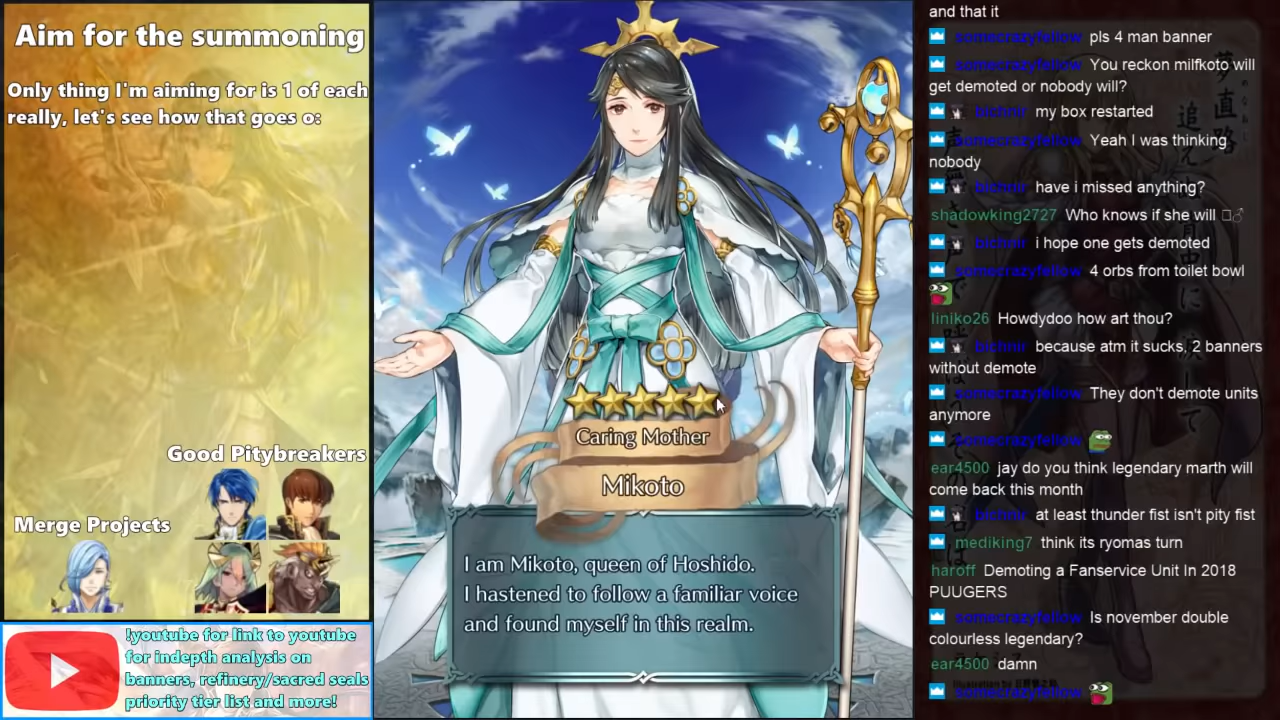 Aim for the summoning
Only thing I'm aiming for is 1 of each
really, let's see how that goes o:
Good Pitybreakers
Merge Projects
!youtube for link to youtube
for indepth analysis on
banners, refinery/sacred seals
priority tier list and more!
Caring Mother
Mikoto
I am Mikoto, queen of Hoshido.
I hastened to follow a familiar voice
and found myself in this realm.
and that it
somecrazyfellow pls 4 man banner
somecrazyfellow You reckon milfkoto will
get demoted or nobody will?
bichnir my box restarted
somecrazyfellow Yeah I was thinking
nobody
bichnir have i missed anything?
shadowking2727 Who knows if she will
bichnir i hope one gets demoted
somecrazyfellow 4 orbs from toilet bowl
liniko26 Howdydoo how art thou?
bichnir because atm it sucks, 2 banners
without demote
somecrazyfellow They don't demote units
anymore
somecrazyfellow
ear4500 jay do you think legendary marth will
come back this month
bichnir at least thunder fist isn't pity fist
mediking7 think its ryomas turn
haroff Demoting a Fanservice Unit In 2018
PUUGERS
somecrazyfellow Is november double
colourless legendary?
ear4500 damn
somecrazyfellow